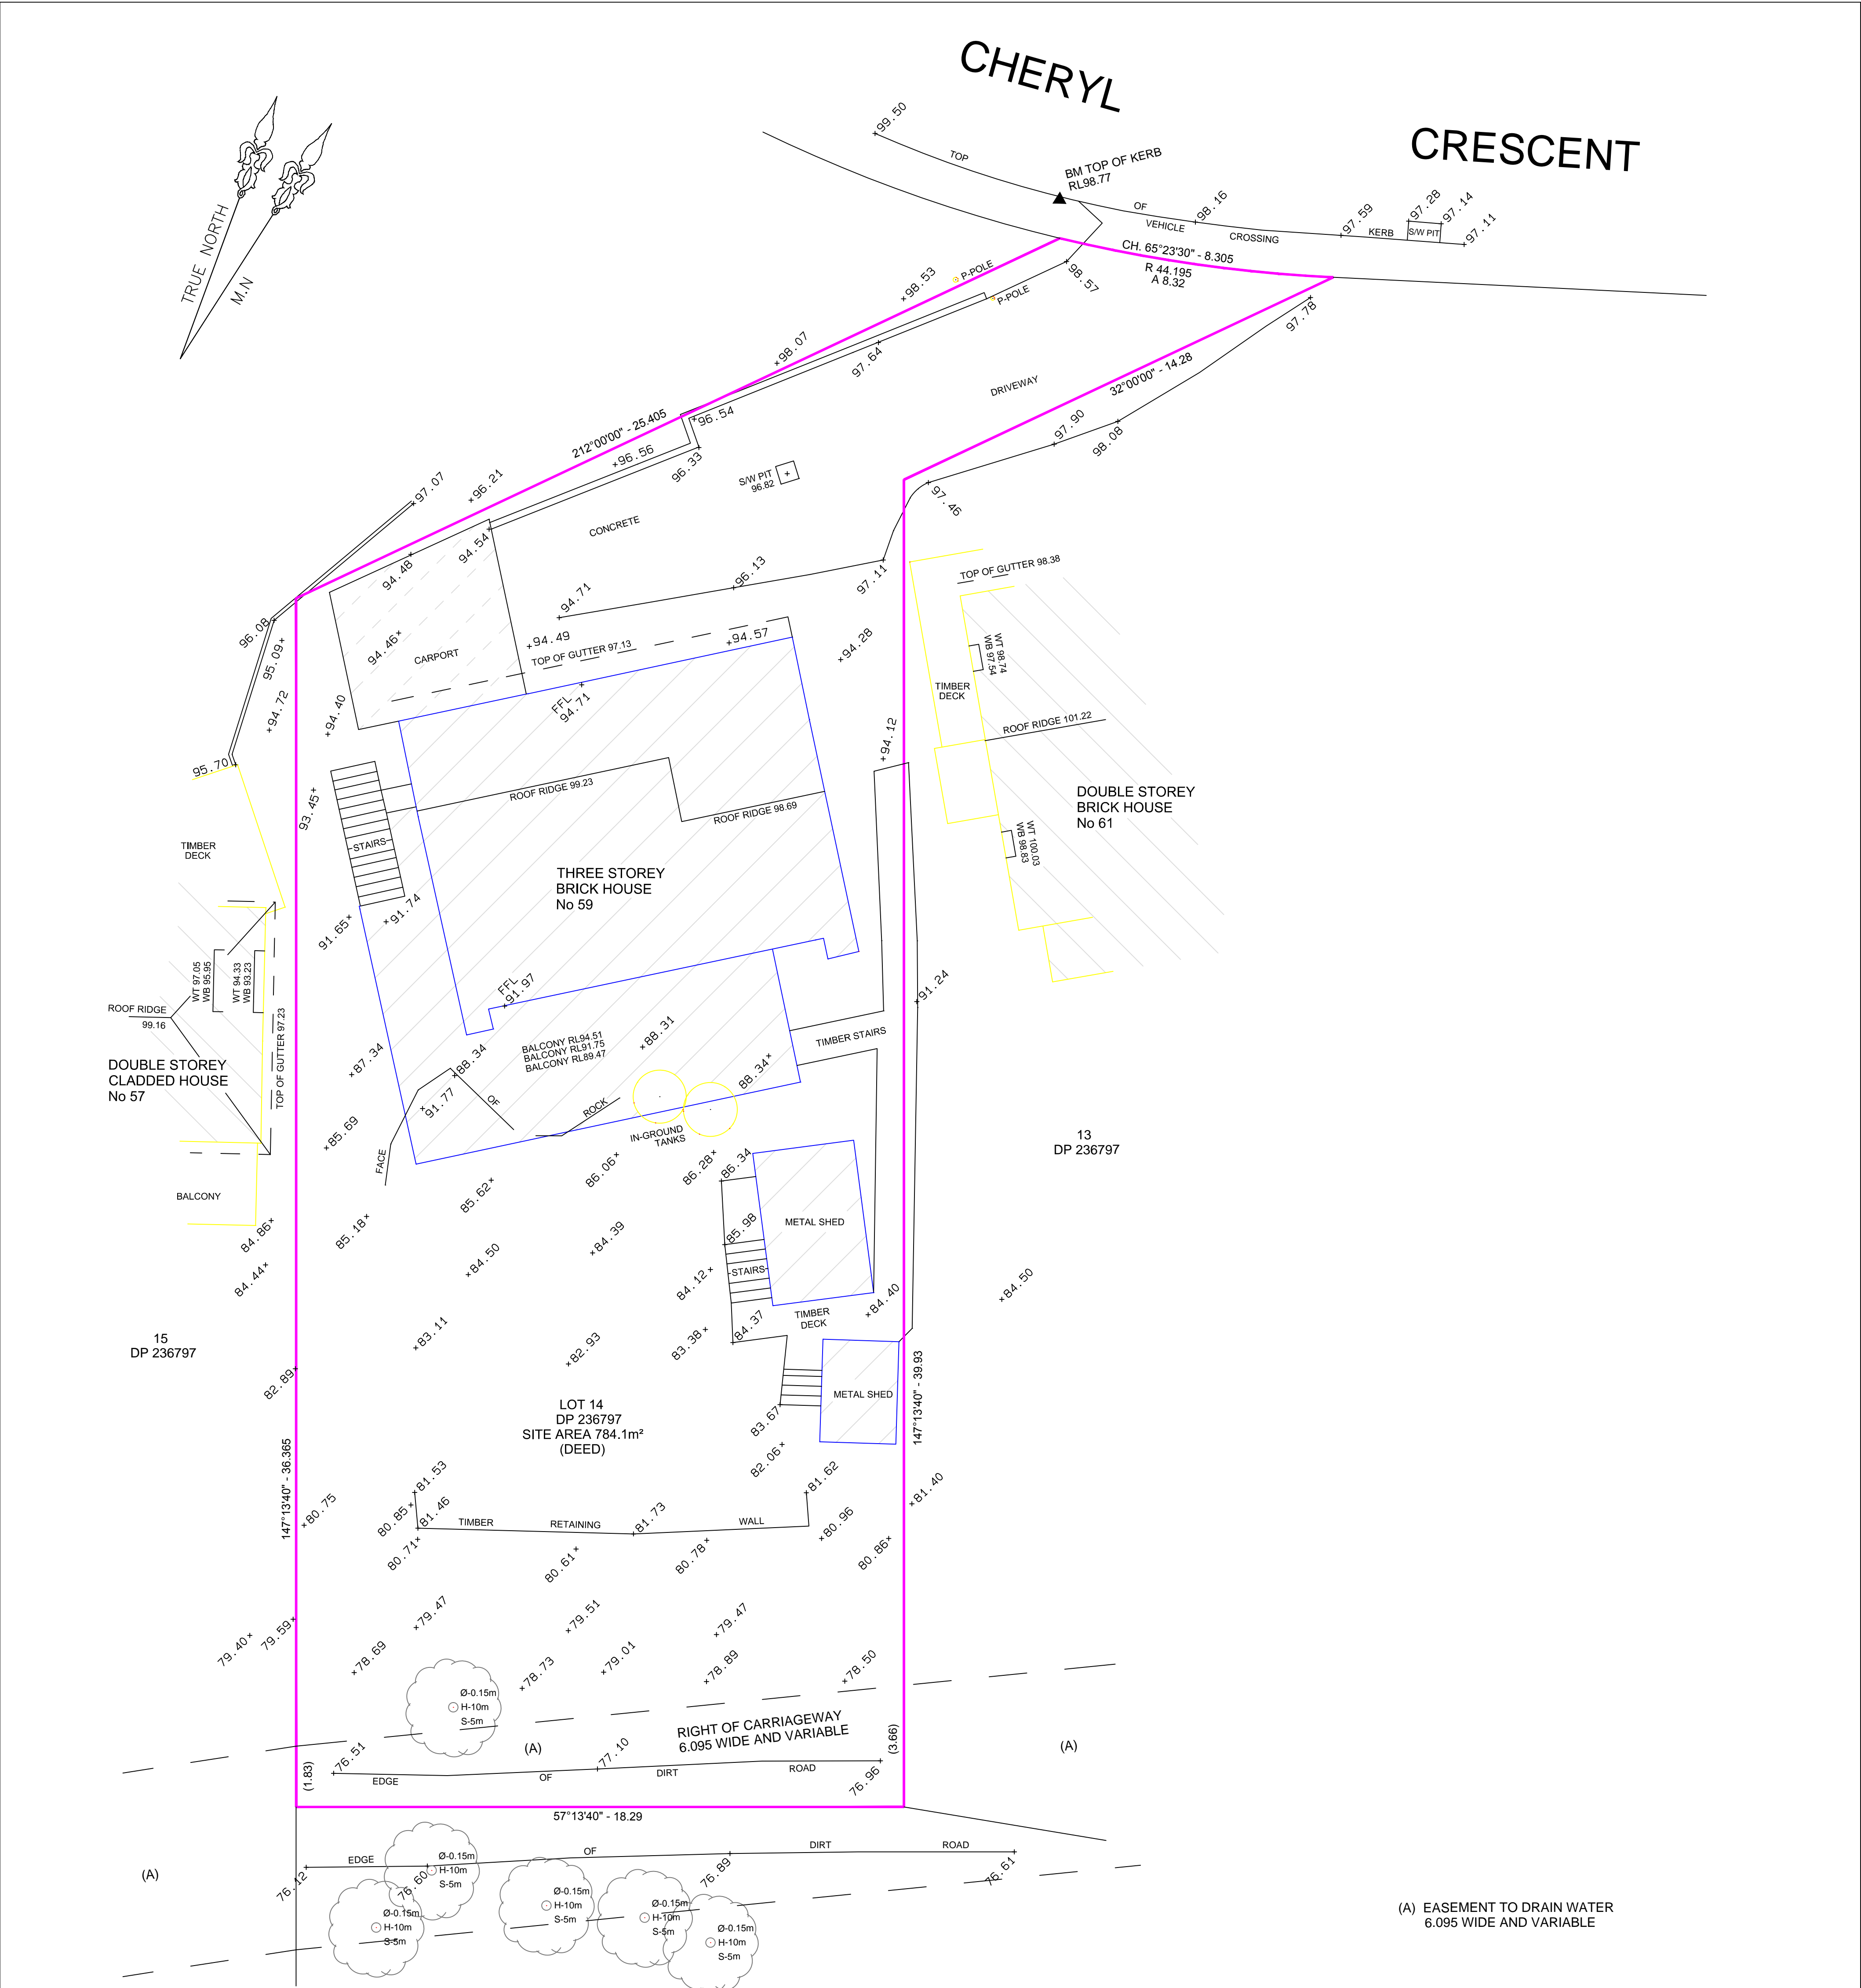 CHERYL
CRESCENT
TRUE NORTH
M.N
99.50
TOP
BM TOP OF KERB
RL98.77
OF
VEHICLE
CROSSING
98.16
97.59
KERB
97.28
97.14
S/W PIT
97.11
CH. 65°23'30" - 8.305
R 44.195
A 8.32
P-POLE
98.53
P-POLE
98.57
97.78
98.07
97.64
DRIVEWAY
32°00'00" - 14.28
212°00'00" - 25.405
96.54
96.56
96.33
97.90
98.08
S/W PIT
96.82
97.07
96.21
97.46
CONCRETE
94.54
94.48
96.13
97.11
TOP OF GUTTER 98.38
94.71
96.08
95.09
94.46
CARPORT
94.49
94.57
94.28
TOP OF GUTTER 97.13
WT 98.74
WB 97.54
94.72
94.40
FFL
94.71
TIMBER
DECK
ROOF RIDGE 101.22
94.12
95.70
93.45
ROOF RIDGE 99.23
ROOF RIDGE 98.69
DOUBLE STOREY
BRICK HOUSE
No 61
WT 100.03
WB 98.83
TIMBER
DECK
STAIRS
THREE STOREY
BRICK HOUSE
No 59
91.65
91.74
WT 97.05
WB 95.95
WT 94.33
WB 93.23
FFL
91.97
91.24
ROOF RIDGE
99.16
TOP OF GUTTER 97.23
DOUBLE STOREY
CLADDED HOUSE
No 57
87.34
88.34
BALCONY RL94.51
BALCONY RL91.75
BALCONY RL89.47
88.31
TIMBER STAIRS
88.34
91.77
OF
ROCK
FACE
IN-GROUND
TANKS
85.69
13
DP 236797
BALCONY
86.06
86.28
86.34
85.62
84.86
85.18
84.39
85.98
METAL SHED
84.44
84.50
84.12
STAIRS
84.40
84.50
TIMBER
DECK
15
DP 236797
83.11
82.93
83.38
84.37
82.89
METAL SHED
147°13'40" - 39.93
LOT 14
DP 236797
SITE AREA 784.1m²
(DEED)
83.67
82.06
147°13'40" - 36.365
81.53
81.62
81.40
80.75
80.85
81.46
TIMBER
RETAINING
81.73
WALL
80.96
80.71
80.61
80.78
80.86
79.40
79.59
79.47
79.51
79.47
78.69
78.73
79.01
78.89
78.50
Ø-0.15m
H-10m
S-5m
RIGHT OF CARRIAGEWAY
6.095 WIDE AND VARIABLE
(3.66)
(A)
(A)
(1.83)
76.51
EDGE
OF
77.10
DIRT
ROAD
76.96
57°13'40" - 18.29
(A)
EDGE
OF
DIRT
ROAD
76.12
76.60
76.89
76.61
Ø-0.15m
H-10m
S-5m
Ø-0.15m
H-10m
S-5m
Ø-0.15m
H-10m
S-5m
Ø-0.15m
H-10m
S-5m
Ø-0.15m
H-10m
S-5m
(A) EASEMENT TO DRAIN WATER
6.095 WIDE AND VARIABLE